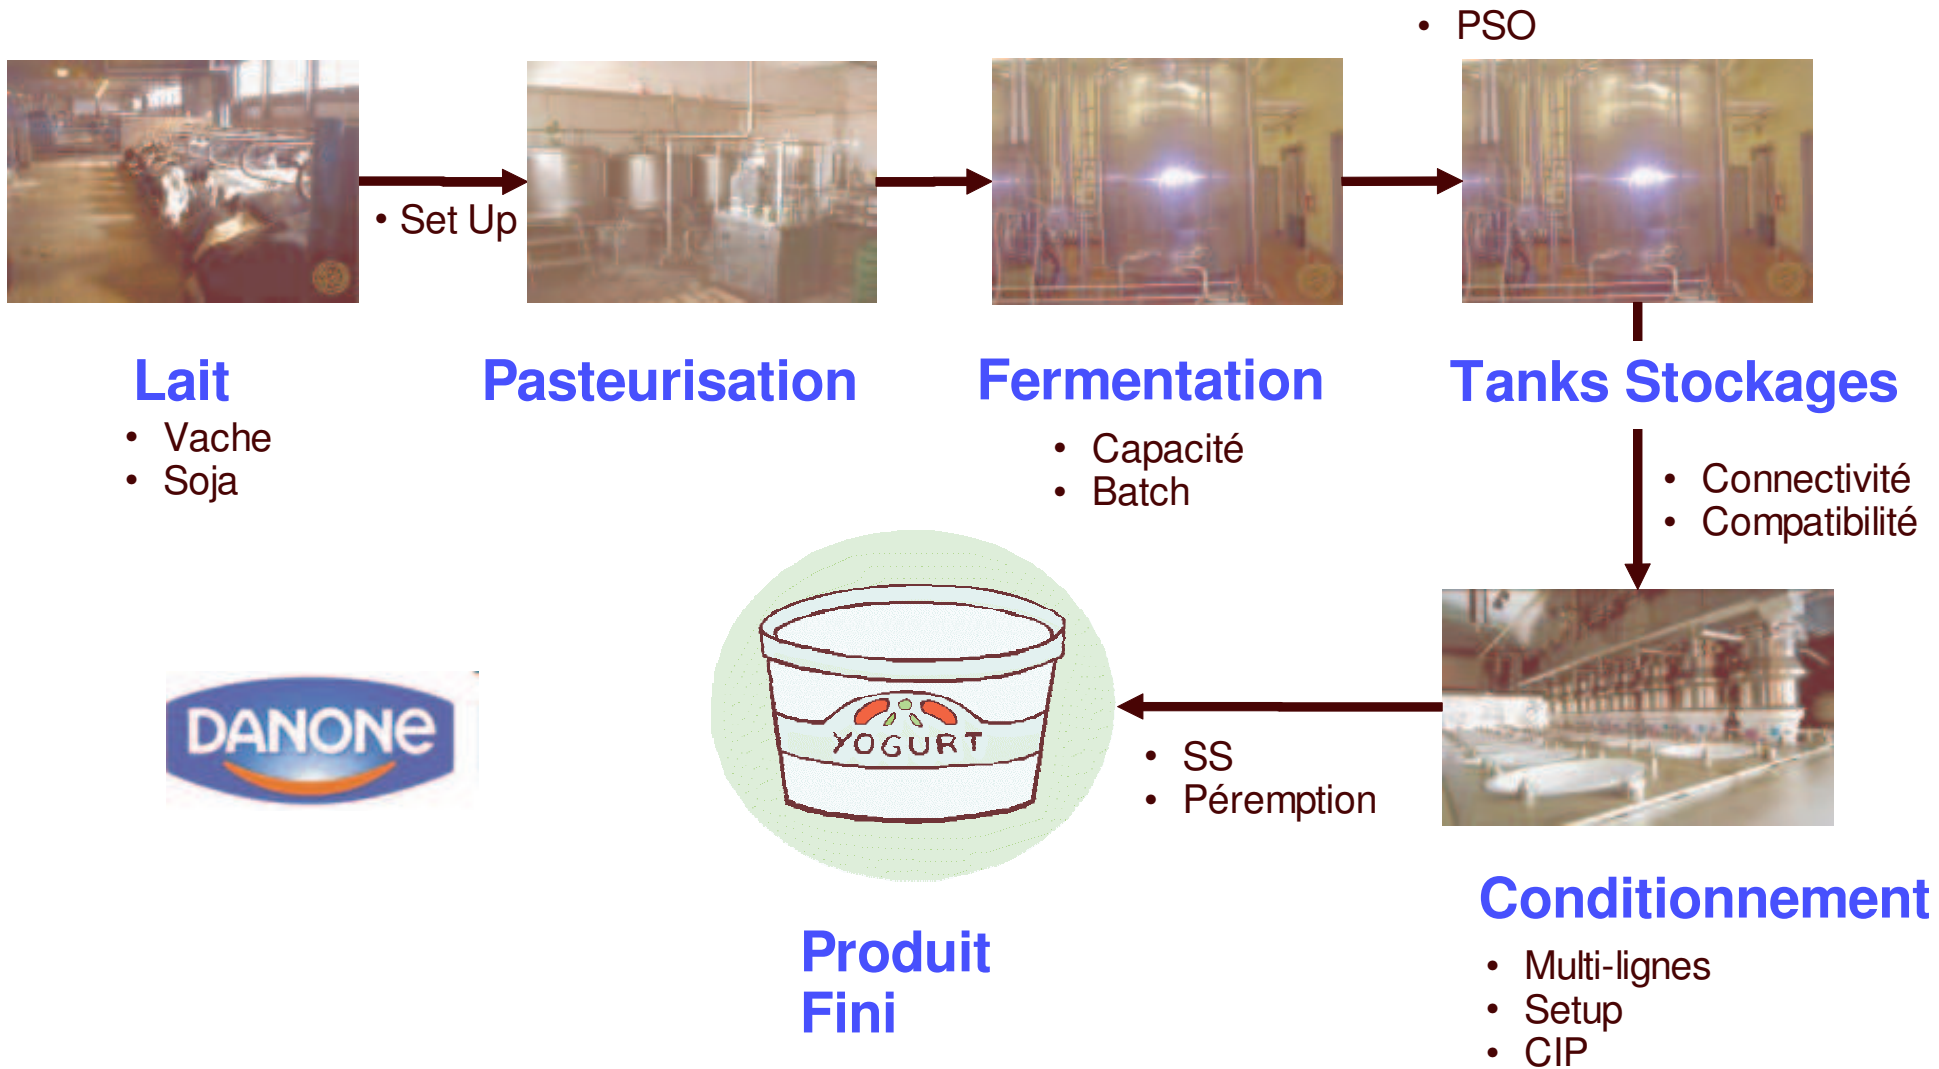 • PSO
• Set Up
Lait
• Vache
• Soja
Pasteurisation
Fermentation
• Capacité
• Batch
Tanks Stockages
• Connectivité
• Compatibilité
DANONE
YOGURT
• SS
• Péremption
Produit
Fini
Conditionnement
• Multi-lignes
• Setup
• CIP